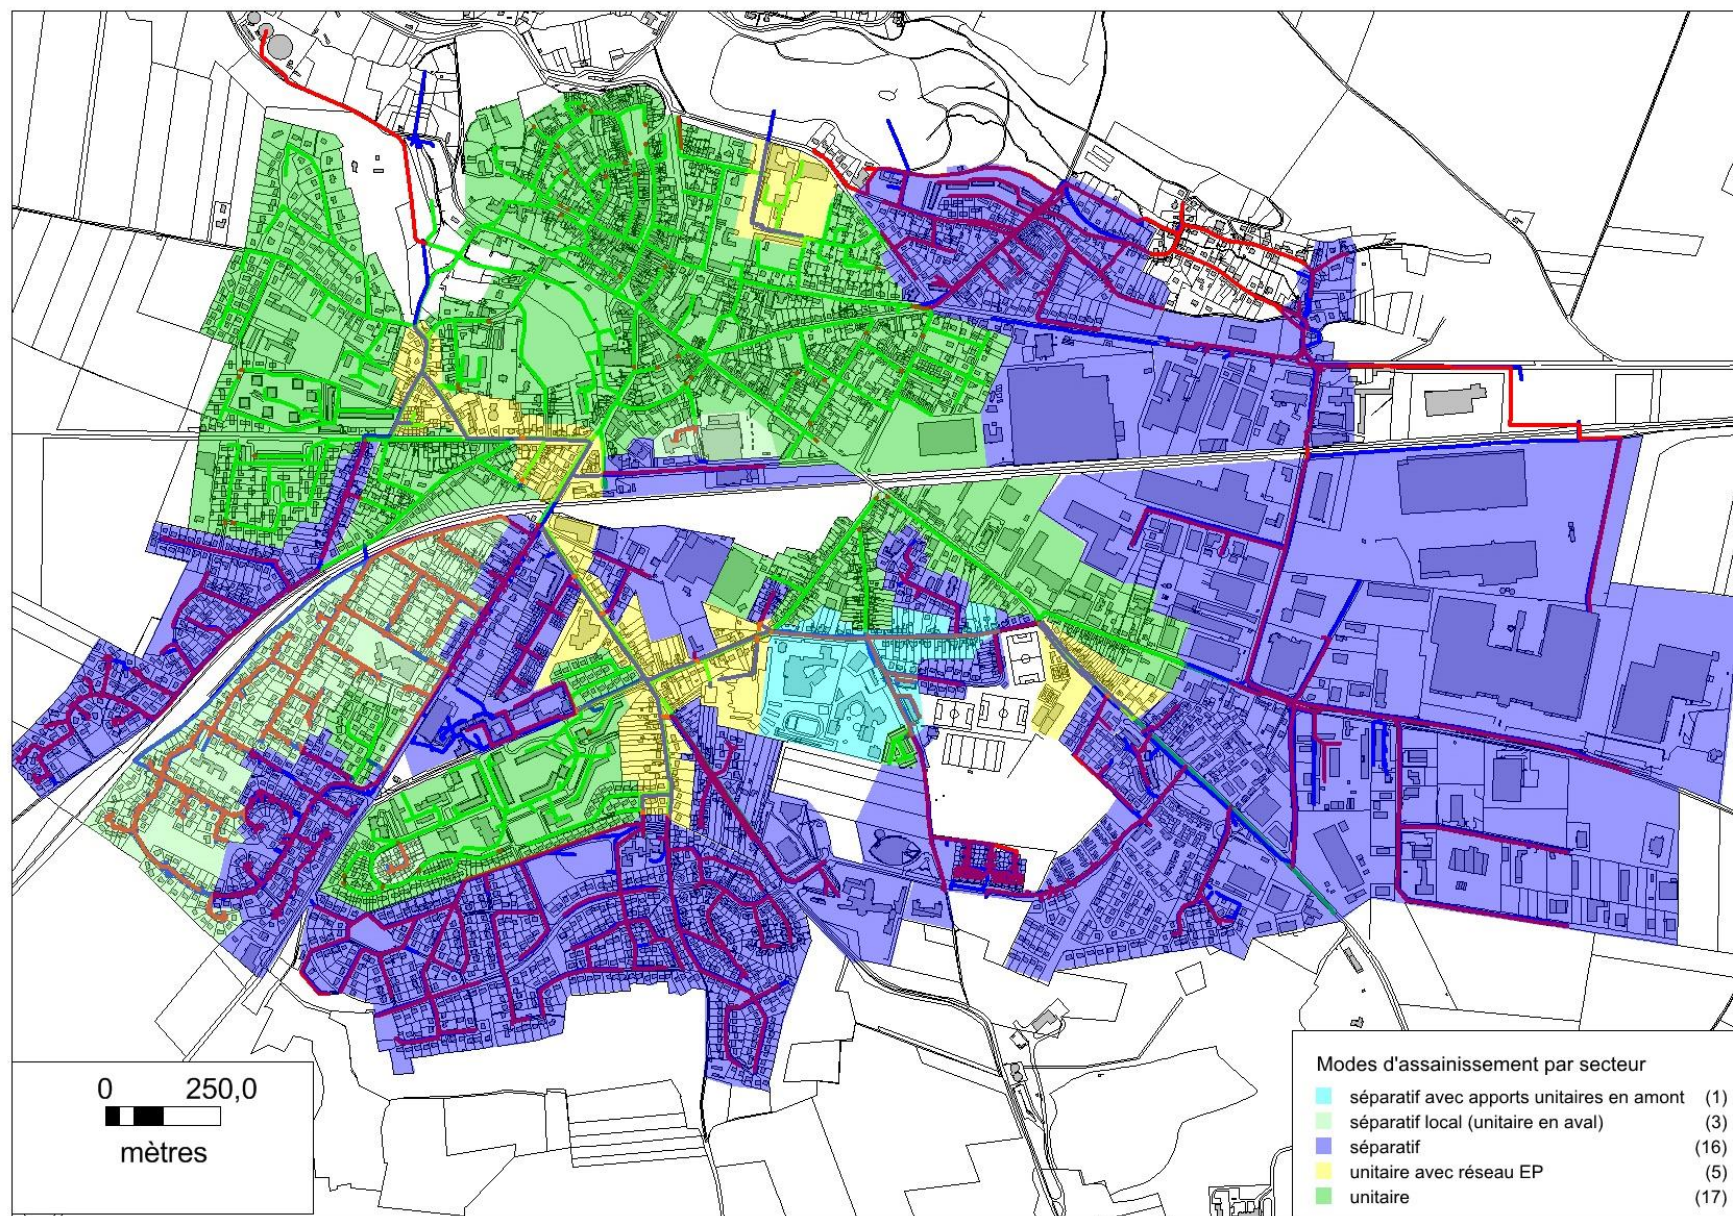 0 250,0
mètres
Modes d'assainissement par secteur
séparatif avec apports unitaires en amont (1)
séparatif local (unitaire en aval) (3)
séparatif (16)
unitaire avec réseau EP (5)
unitaire (17)